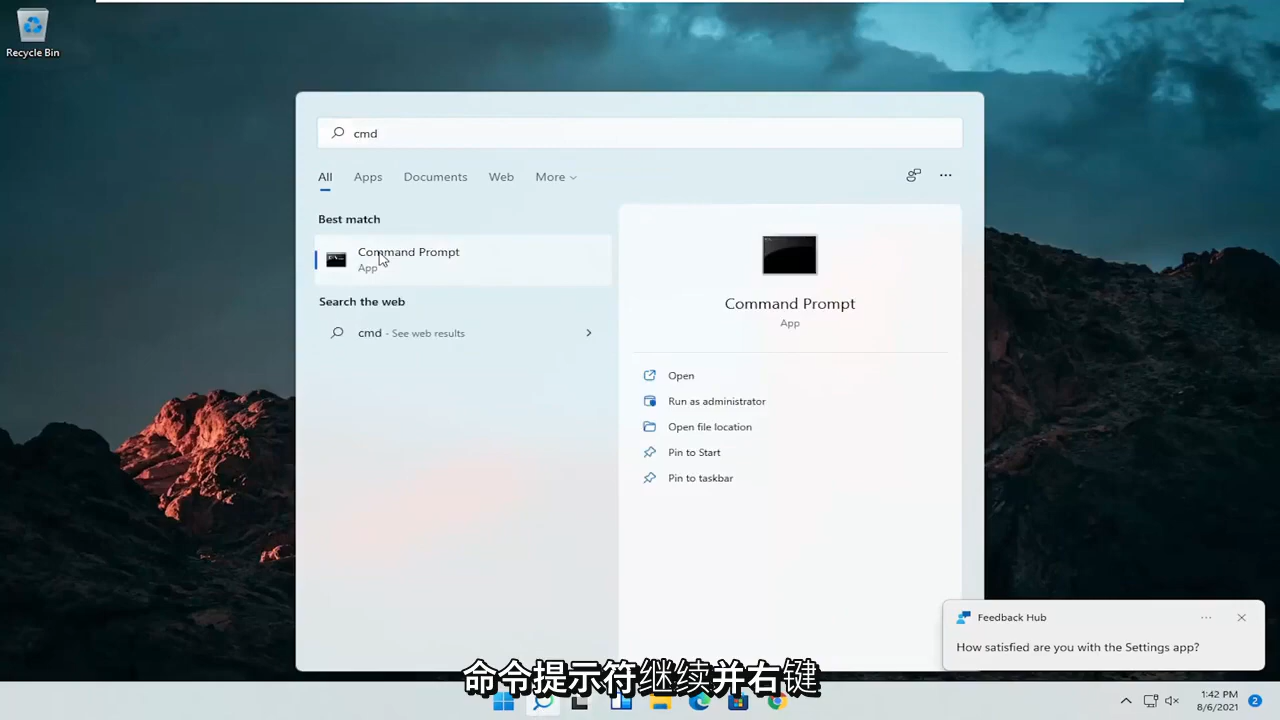 Recycle Bin
cmd
All Apps Documents Web More
Best match
Command Prompt
App
Search the web
cmd - See web results
Command Prompt
App
Open
Run as administrator
Open file location
Pin to Start
Pin to taskbar
Feedback Hub
How satisfied are you with the Settings app?
命令提示符继续并右键
1:42 PM
8/6/2021
2